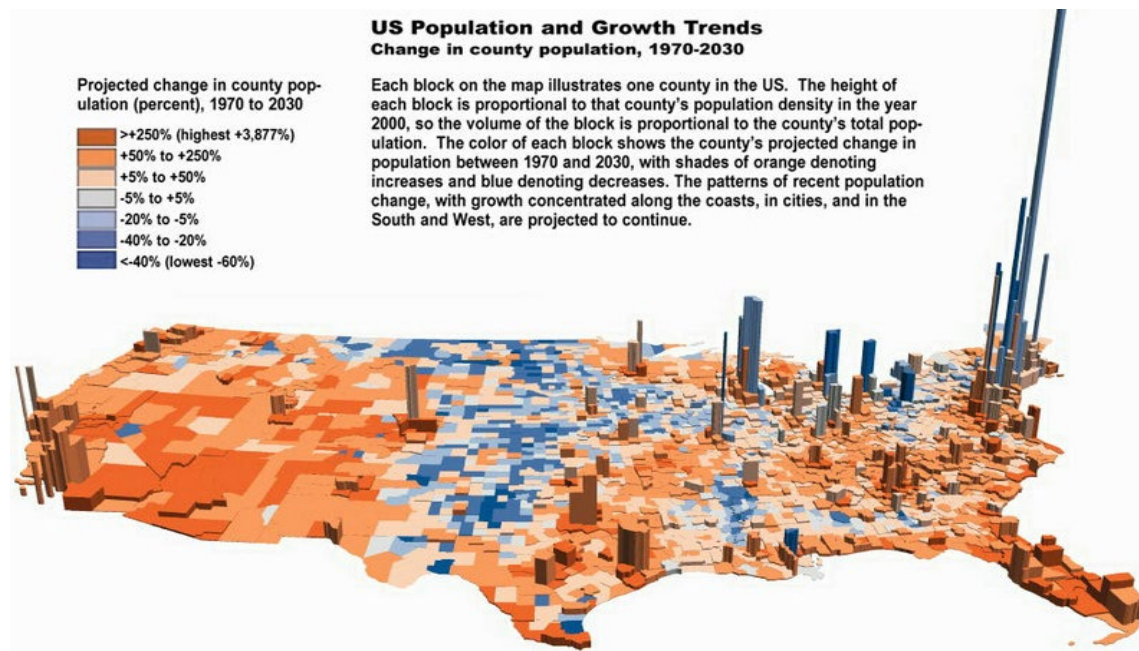 US Population and Growth Trends
Change in county population, 1970-2030
Each block on the map illustrates one county in the US. The height of
each block is proportional to that county's population density in the year
2000, so the volume of the block is proportional to the county's total pop-
ulation. The color of each block shows the county's projected change in
population between 1970 and 2030, with shades of orange denoting
increases and blue denoting decreases. The patterns of recent population
change, with growth concentrated along the coasts, in cities, and in the
South and West, are projected to continue.
Projected change in county pop-
ulation (percent), 1970 to 2030
>+250% (highest +3,877%)
+50% to +250%
+5% to +50%
-5% to +5%
-20% to -5%
-40% to -20%
<-40% (lowest -60%)